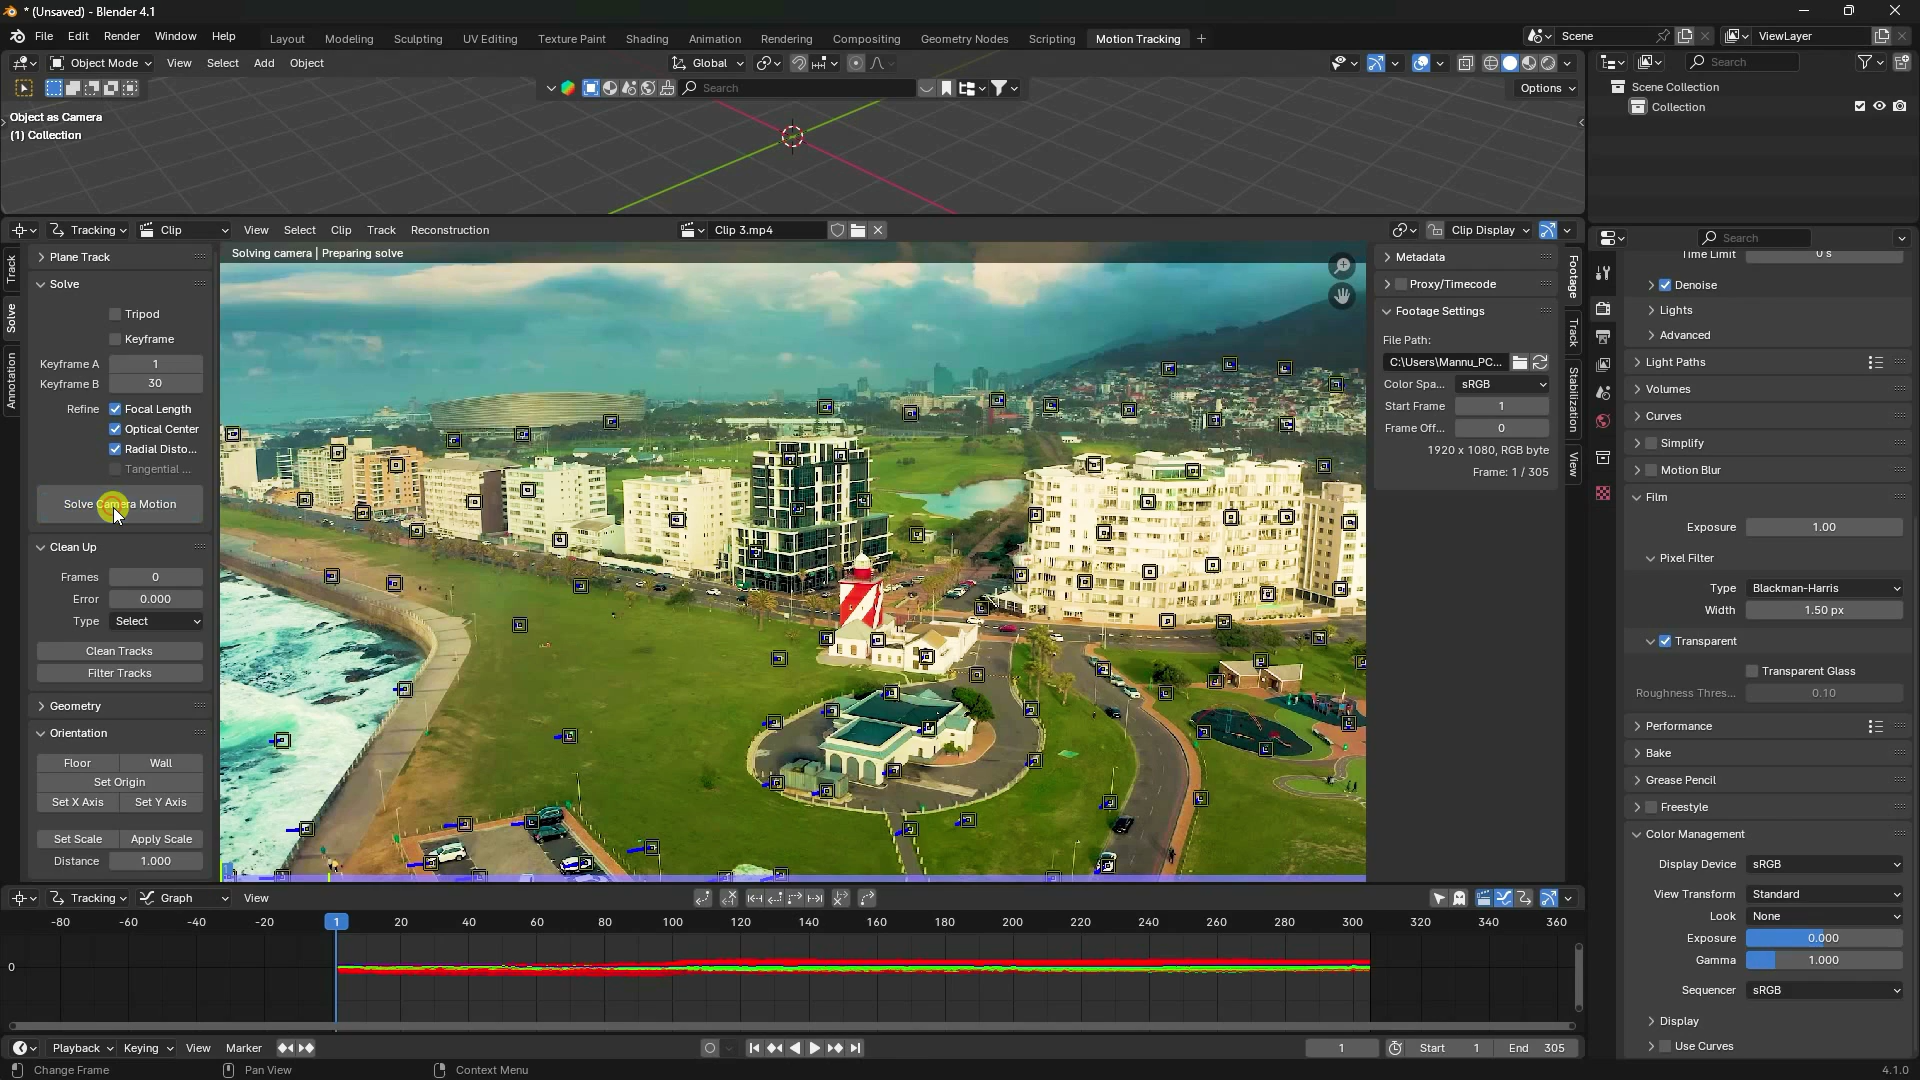 * (Unsaved) - Blender 4.1
File Edit Render Window Help Layout Modeling Sculpting UV Editing Texture Paint Shading Animation Rendering Compositing Geometry Nodes Scripting Motion Tracking + Scene ViewLayer
Object Mode View Select Add Object Global Search
Search Options
Scene Collection
Collection
Object as Camera
(1) Collection
Tracking Clip View Select Clip Track Reconstruction Clip 3.mp4 Clip Display Search
Track
Solve
Annotation
Plane Track
Solve
Tripod
Keyframe
Keyframe A 1
Keyframe B 30
Refine Focal Length
Optical Center
Radial Disto...
Tangential ...
Solve Camera Motion
Clean Up
Frames 0
Error 0.000
Type Select
Clean Tracks
Filter Tracks
Geometry
Orientation
Floor Wall
Set Origin
Set X Axis Set Y Axis
Set Scale Apply Scale
Distance 1.000
Solving camera | Preparing solve
Metadata
Proxy/Timecode
Footage Settings
File Path:
C:\Users\Mannu_PC...
Color Spa... sRGB
Start Frame 1
Frame Off... 0
1920 x 1080, RGB byte
Frame: 1 / 305
Footage
Track
Stabilization
View
Time Limit 0 s
Denoise
Lights
Advanced
Light Paths
Volumes
Curves
Simplify
Motion Blur
Film
Exposure 1.00
Pixel Filter
Type Blackman-Harris
Width 1.50 px
Transparent
Transparent Glass
Roughness Thres... 0.10
Performance
Bake
Grease Pencil
Freestyle
Color Management
Display Device sRGB
View Transform Standard
Look None
Exposure 0.000
Gamma 1.000
Sequencer sRGB
Display
Use Curves
Tracking Graph View
-80 -60 -40 -20 1 20 40 60 80 100 120 140 160 180 200 220 240 260 280 300 320 340 360
0
Playback Keying View Marker 1 Start 1 End 305
Change Frame Pan View Context Menu 4.1.0